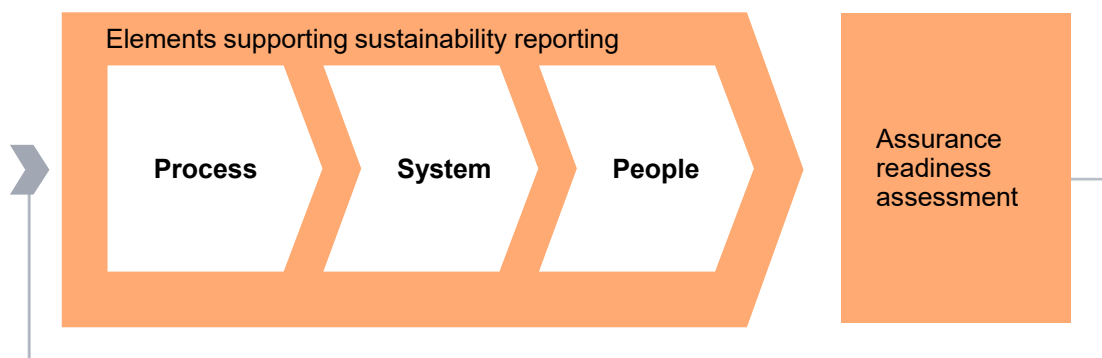 Elements supporting sustainability reporting
Process
System
People
Assurance
readiness
assessment